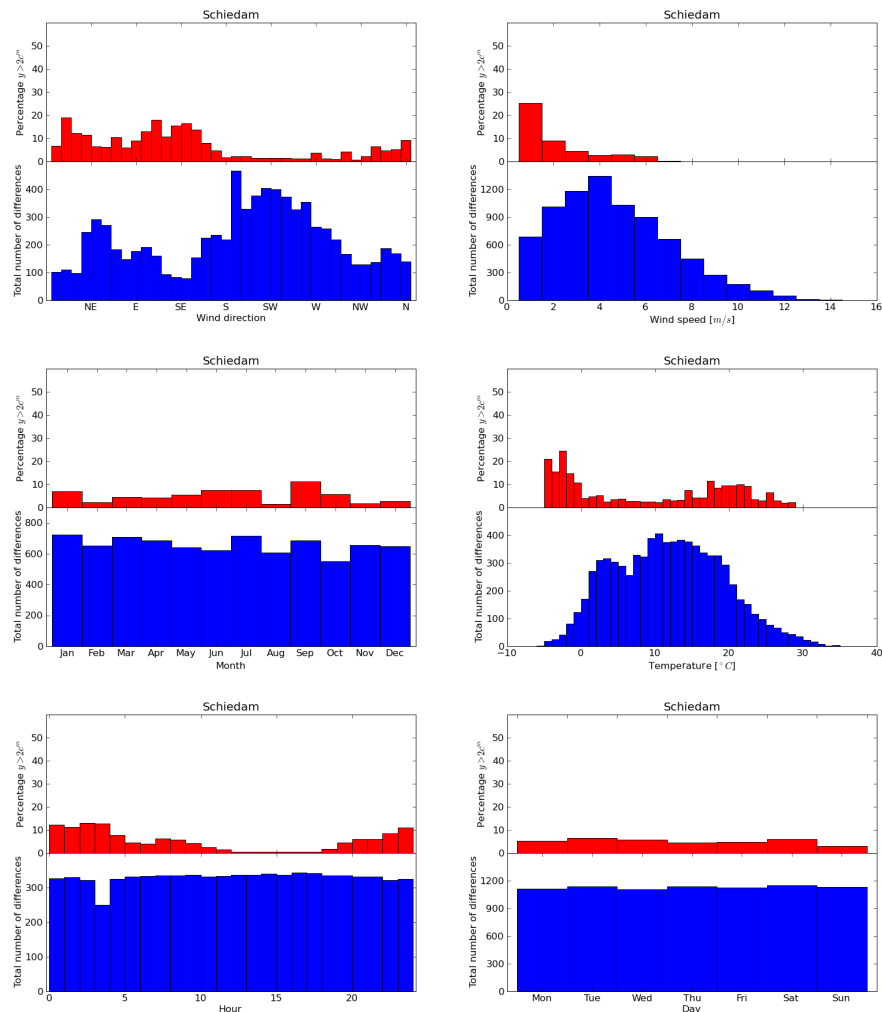 Schiedam
Percentage y>2c^m
60
50
40
30
20
10
0
Total number of differences
400
300
200
100
0
NE E SE S SW W NW N
Wind direction
Schiedam
Percentage y>2c^m
60
50
40
30
20
10
0
Total number of differences
1200
900
600
300
0
2 4 6 8 10 12 14 16
Wind speed [m/s]
Schiedam
Percentage y>2c^m
60
50
40
30
20
10
0
Total number of differences
800
600
400
200
0
Jan Feb Mar Apr May Jun Jul Aug Sep Oct Nov Dec
Month
Schiedam
Percentage y>2c^m
60
50
40
30
20
10
0
Total number of differences
400
300
200
100
0
−10 0 10 20 30 40
Temperature [°C]
Schiedam
Percentage y>2c^m
60
50
40
30
20
10
0
Total number of differences
300
200
100
0
0 5 10 15 20
Hour
Schiedam
Percentage y>2c^m
60
50
40
30
20
10
0
Total number of differences
1200
900
600
300
0
Mon Tue Wed Thu Fri Sat Sun
Day